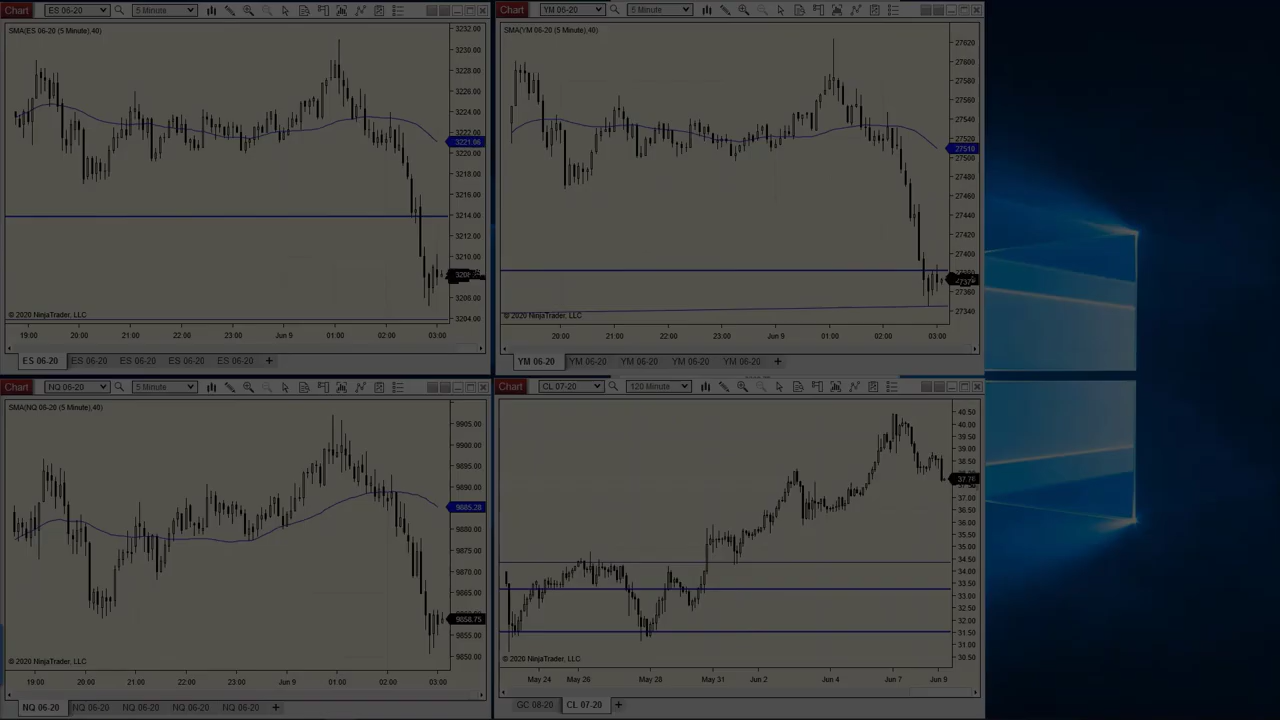 Chart
ES 06-20
5 Minute
SMA(ES 06-20 (5 Minute),40)
3232.00
3230.00
3228.00
3226.00
3224.00
3222.00
3221.66
3220.00
3218.00
3216.00
3214.00
3212.00
3210.00
3206.00
3204.00
© 2020 NinjaTrader, LLC
19:00 20:00 21:00 22:00 23:00 Jun 9 01:00 02:00 03:00
ES 06-20 ES 06-20 ES 06-20 ES 06-20 ES 06-20 +
Chart
YM 06-20
5 Minute
SMA(YM 06-20 (5 Minute),40)
27620
27600
27580
27560
27540
27520
27510
27500
27480
27460
27440
27420
27400
27360
27340
© 2020 NinjaTrader, LLC
20:00 21:00 22:00 23:00 Jun 9 01:00 02:00 03:00
YM 06-20 YM 06-20 YM 06-20 YM 06-20 YM 06-20 +
Chart
NQ 06-20
5 Minute
SMA(NQ 06-20 (5 Minute),40)
9905.00
9900.00
9895.00
9890.00
9885.28
9880.00
9875.00
9870.00
9865.00
9858.75
9855.00
9850.00
© 2020 NinjaTrader, LLC
19:00 20:00 21:00 22:00 23:00 Jun 9 01:00 02:00 03:00
NQ 06-20 NQ 06-20 NQ 06-20 NQ 06-20 NQ 06-20 +
Chart
CL 07-20
120 Minute
40.50
40.00
39.50
39.00
38.50
37.76
37.00
36.50
36.00
35.50
35.00
34.50
34.00
33.50
33.00
32.50
32.00
31.50
30.50
© 2020 NinjaTrader, LLC
May 24 May 26 May 28 May 31 Jun 2 Jun 4 Jun 7 Jun 9
GC 08-20 CL 07-20 +